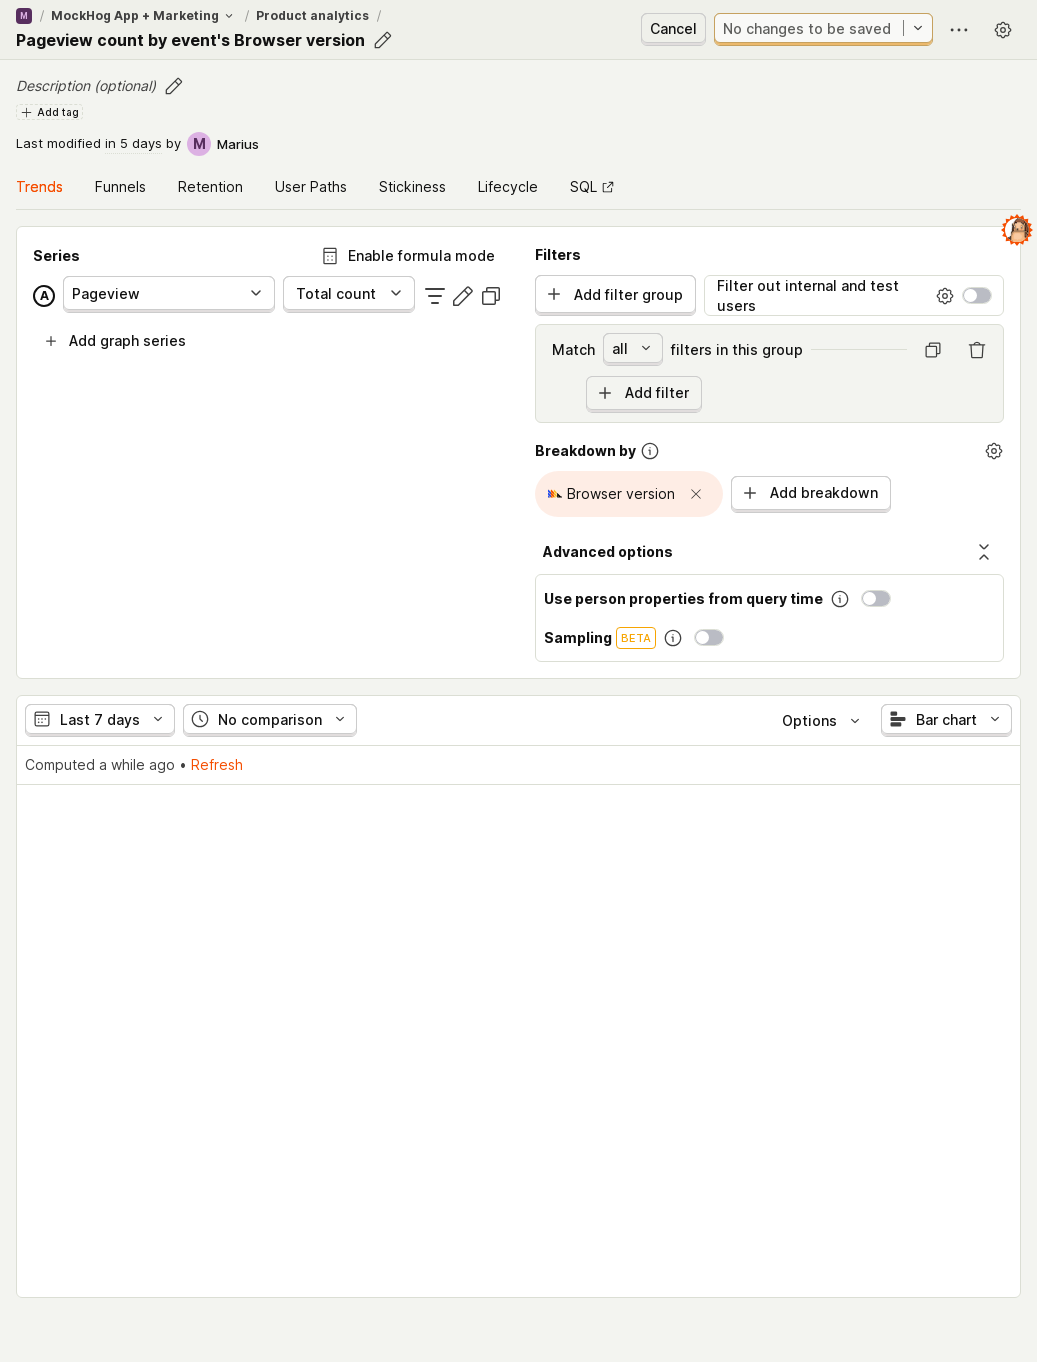 M / MockHog App + Marketing / Product analytics /
Pageview count by event's Browser version
Cancel
No changes to be saved
Description (optional)
Add tag
Last modified in 5 days by M Marius
Trends Funnels Retention User Paths Stickiness Lifecycle SQL
Series
Enable formula mode
A Pageview Total count
Add graph series
Filters
Add filter group
Filter out internal and test
users
Match all filters in this group
Add filter
Breakdown by
Browser version
Add breakdown
Advanced options
Use person properties from query time
Sampling BETA
Last 7 days No comparison Options Bar chart
Computed a while ago • Refresh